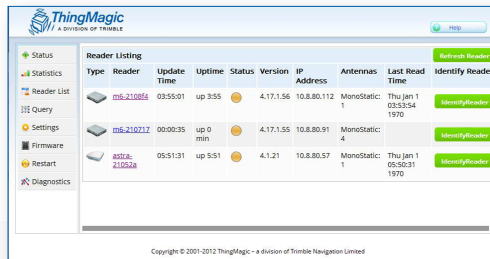 ThingMagic
A DIVISION OF TRIMBLE
Help
Status
Statistics
Reader List
Query
Settings
Firmware
Restart
Diagnostics
Reader Listing
Refresh Reader
Type Reader Update Time Uptime Status Version IP Address Antennas Last Read Time Identify Reade
m6-2108f4 03:55:01 up 3:55 4.17.1.56 10.8.80.112 MonoStatic: 1 Thu Jan 1 03:53:54 1970 IdentifyReader
m6-210717 00:00:35 up 0 min 4.17.1.55 10.8.80.91 MonoStatic: 4 IdentifyReader
astra-21052a 05:51:31 up 5:51 4.1.21 10.8.80.57 MonoStatic: 1 Thu Jan 1 05:50:31 1970 IdentifyReader
Copyright © 2001-2012 ThingMagic – a division of Trimble Navigation Limited